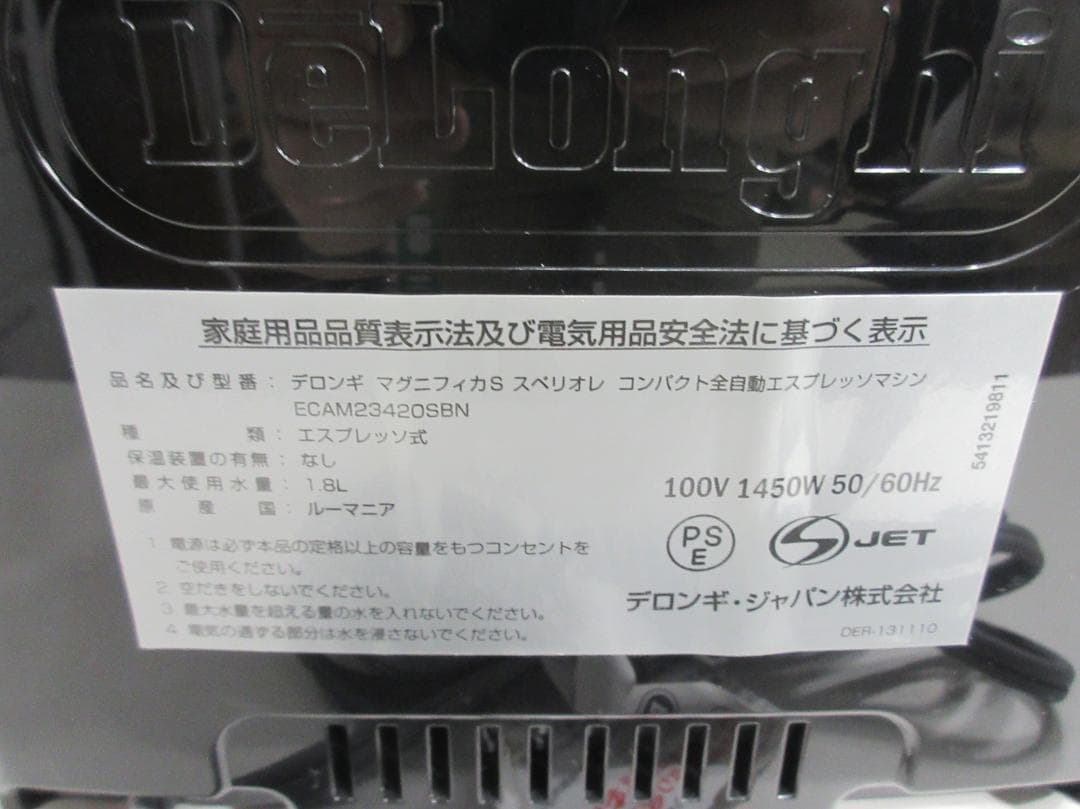 DeLonghi
家庭用品品質表示法及び電気用品安全法に基づく表示
品名及び型番： デロンギ マグニフィカS スペリオレ コンパクト全自動エスプレッソマシン
ECAM23420SBN
種類： エスプレッソ式
保温装置の有無： なし
最大使用水量： 1.8L
原産国： ルーマニア
100V 1450W 50/60Hz
PS
E
JET
1. 電源は必ず本品の定格以上の容量をもつコンセントを
ご使用ください。
2. 空だきをしないでください。
3. 最大水量を超える量の水を入れないでください。
4. 電気の通ずる部分は水を浸さないでください。
デロンギ・ジャパン株式会社
DER-131110
5413219811